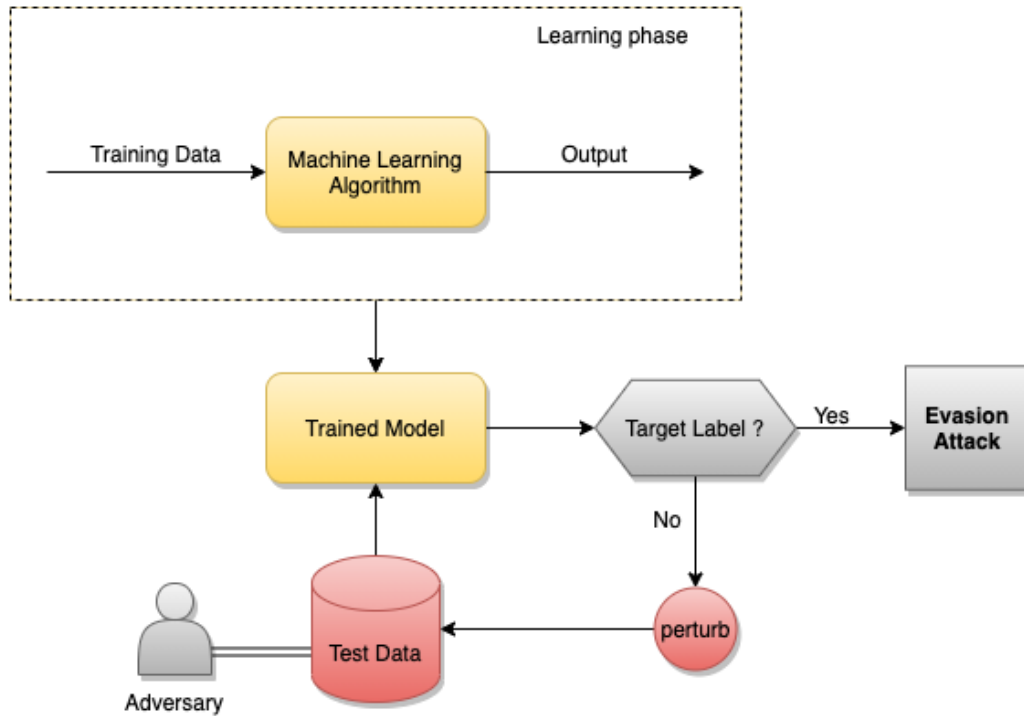 Learning phase
Training Data
Machine Learning
Algorithm
Output
Trained Model
Target Label ?
Yes
Evasion
Attack
No
perturb
Test Data
Adversary